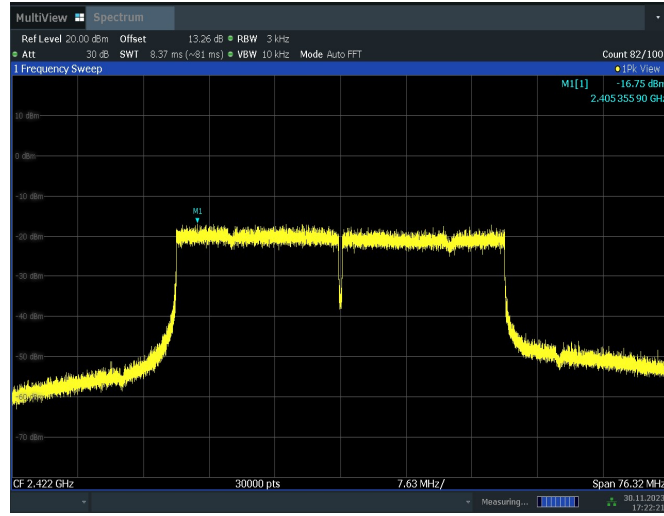 MultiView Spectrum
Ref Level 20.00 dBm Offset 13.26 dB RBW 3 kHz
Att 30 dB SWT 8.37 ms (~81 ms) VBW 10 kHz Mode Auto FFT Count 82/100
1 Frequency Sweep 1Pk View
M1[1] -16.75 dBm
2.405 355 90 GHz
10 dBm
0 dBm
-10 dBm
M1
-20 dBm
-30 dBm
-40 dBm
-50 dBm
-60 dBm
-70 dBm
CF 2.422 GHz 30000 pts 7.63 MHz/ Span 76.32 MHz
Measuring... 30.11.2023
17:22:21